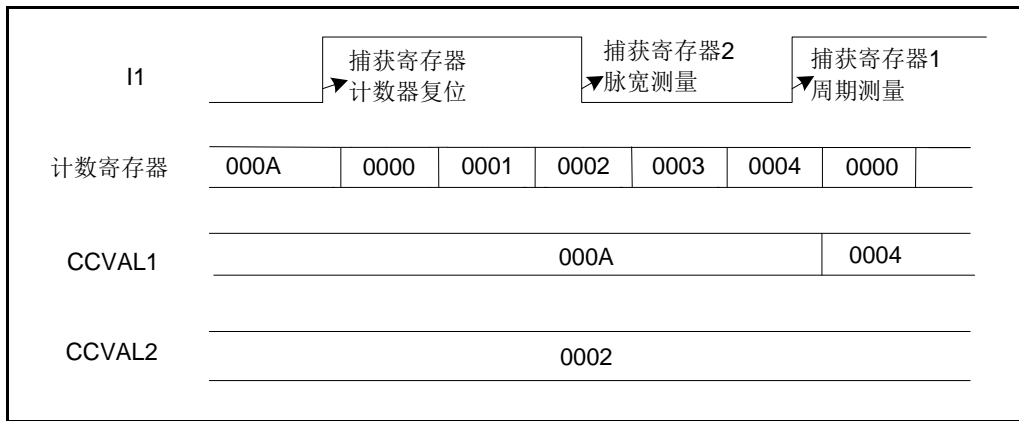 I1
捕获寄存器
计数器复位
捕获寄存器2
脉宽测量
捕获寄存器1
周期测量
计数寄存器 000A 0000 0001 0002 0003 0004 0000
CCVAL1 000A 0004
CCVAL2 0002